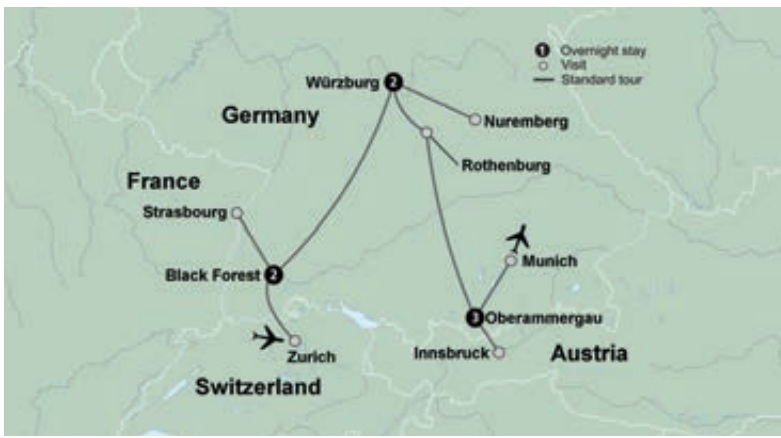 1 Overnight stay
Visit
Standard tour
Würzburg 2
Germany
Nuremberg
Rothenburg
France
Strasbourg
Munich
Black Forest 2
3 Oberammergau
Zurich
Innsbruck
Austria
Switzerland